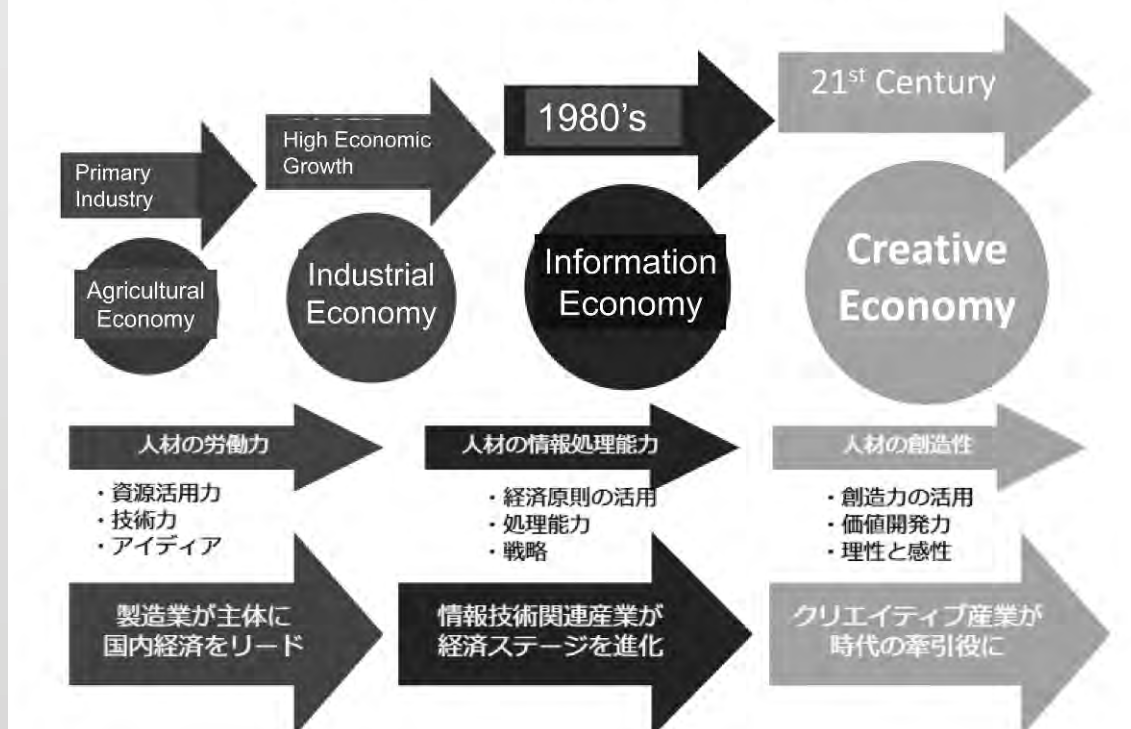 Primary
Industry
High Economic
Growth
1980's
21st Century
Agricultural
Economy
Industrial
Economy
Information
Economy
Creative
Economy
人材の労働力
・資源活用力
・技術力
・アイディア
人材の情報処理能力
・経済原則の活用
・処理能力
・戦略
人材の創造性
・創造力の活用
・価値開発力
・理性と感性
製造業が主体に
国内経済をリード
情報技術関連産業が
経済ステージを進化
クリエイティブ産業が
時代の牽引役に